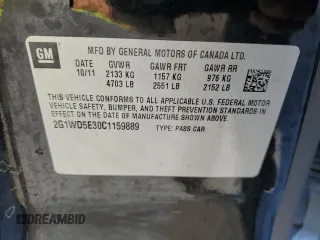 GM
MFD BY GENERAL MOTORS OF CANADA LTD.
DATE GVWR GAWR FRT GAWR RR
10/11 2133 KG 1157 KG 976 KG
4703 LB 2551 LB 2152 LB
THIS VEHICLE CONFORMS TO ALL APPLICABLE U.S. FEDERAL MOTOR
VEHICLE SAFETY, BUMPER, AND THEFT PREVENTION STANDARDS IN
EFFECT ON THE DATE OF MANUFACTURE SHOWN ABOVE.
2G1WD5E30C1159889 TYPE: PASS CAR
© CARDOMAIN.ID